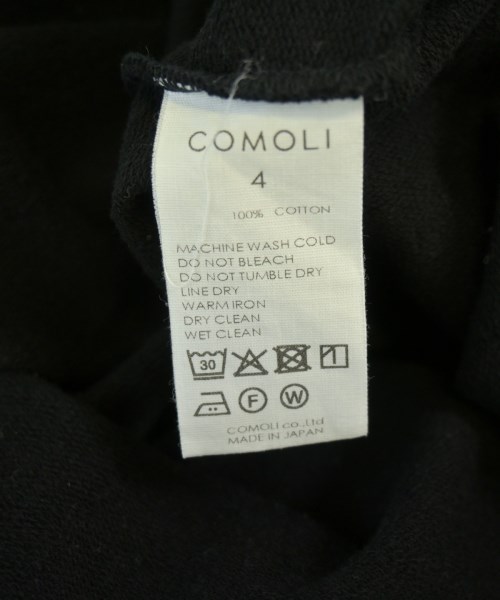 COMOLI
4
100% COTTON
MACHINE WASH COLD
DO NOT BLEACH
DO NOT TUMBLE DRY
LINE DRY
WARM IRON
DRY CLEAN
WET CLEAN
30
F W
COMOLI co.,Ltd
MADE IN JAPAN